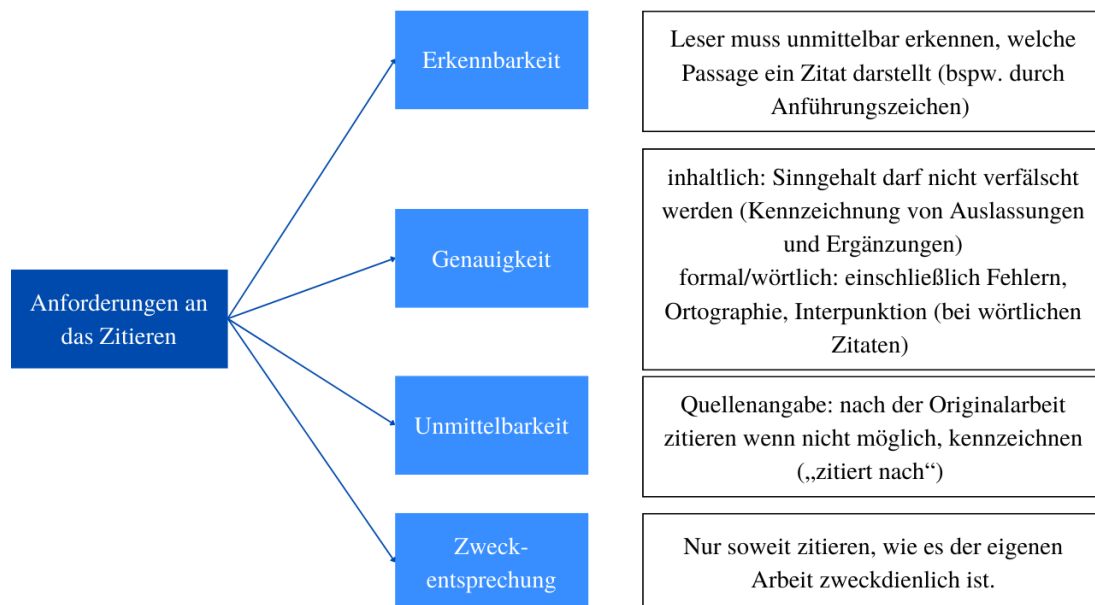 Anforderungen an
das Zitieren
Erkennbarkeit
Leser muss unmittelbar erkennen, welche
Passage ein Zitat darstellt (bspw. durch
Anführungszeichen)
Genauigkeit
inhaltlich: Sinngehalt darf nicht verfälscht
werden (Kennzeichnung von Auslassungen
und Ergänzungen)
formal/wörtlich: einschließlich Fehlern,
Ortographie, Interpunktion (bei wörtlichen
Zitaten)
Unmittelbarkeit
Quellenangabe: nach der Originalarbeit
zitieren wenn nicht möglich, kennzeichnen
(„zitiert nach“)
Zweck-
entsprechung
Nur soweit zitieren, wie es der eigenen
Arbeit zweckdienlich ist.